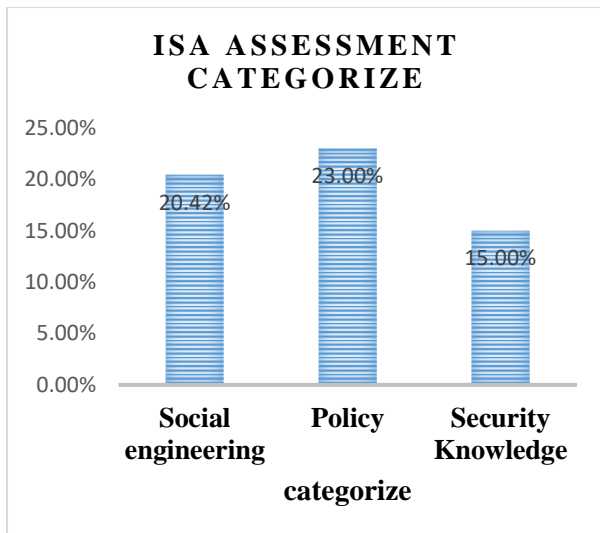 ISA ASSESSMENT
CATEGORIZE
25.00%
20.00%
15.00%
10.00%
5.00%
0.00%
20.42%
23.00%
15.00%
Social engineering
Policy
Security Knowledge
categorize